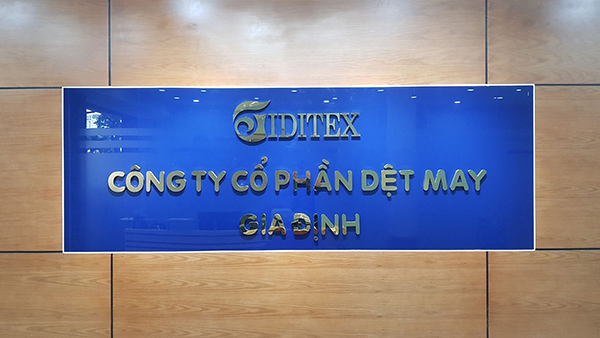 GIDITEX
CÔNG TY CỔ PHẦN DỆT MAY
GIA ĐỊNH